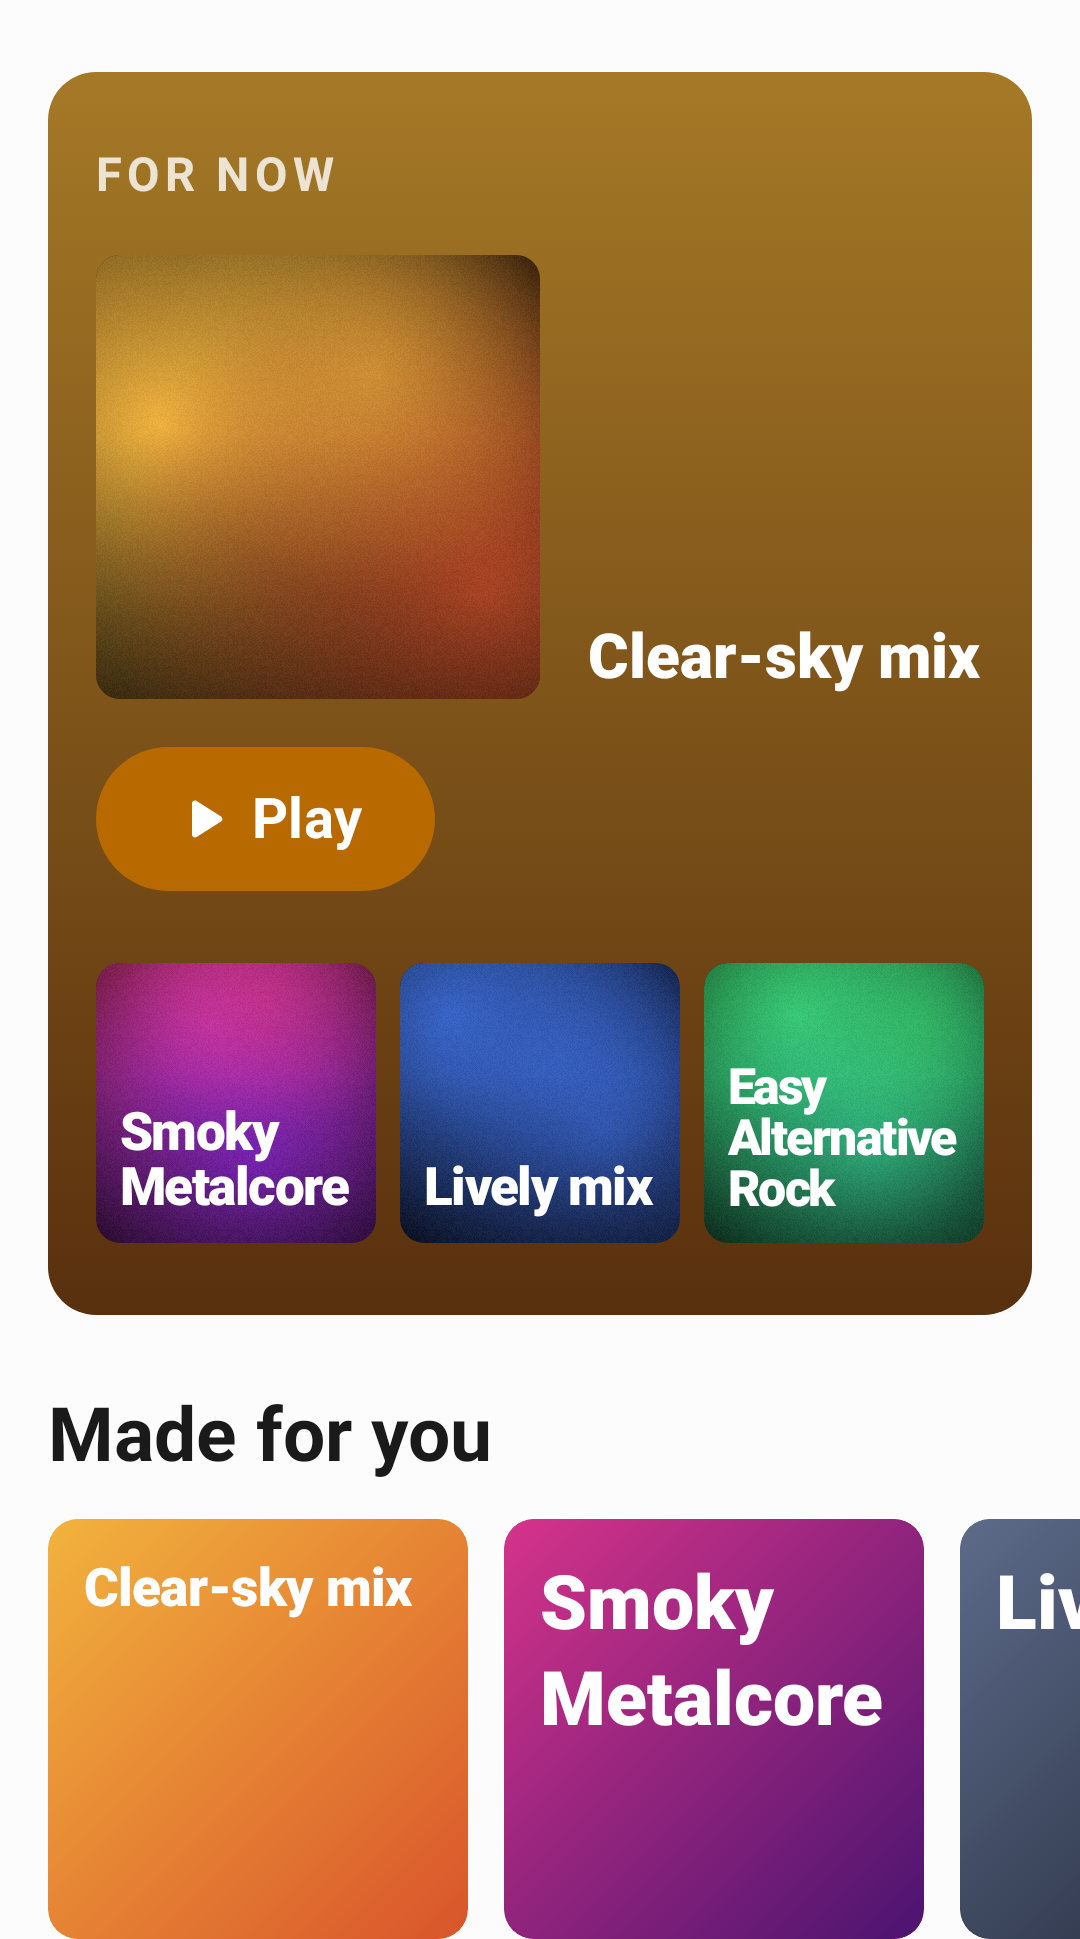 FOR NOW
Clear-sky mix
Play
Smoky
Metalcore
Lively mix
Easy
Alternative
Rock
Made for you
Clear-sky mix
Smoky
Metalcore